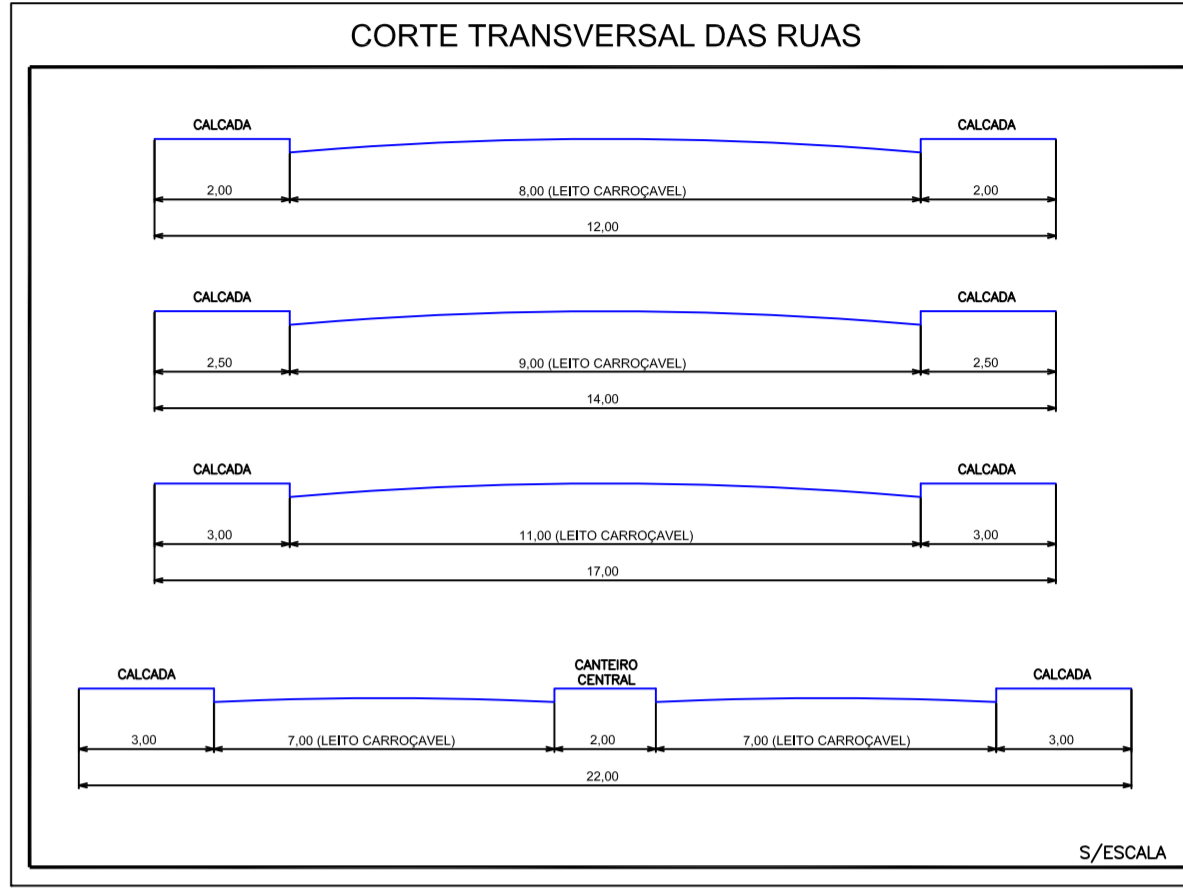 CORTE TRANSVERSAL DAS RUAS
CALCADA CALCADA
2,00 8,00 (LEITO CARROÇAVEL) 2,00
12,00
CALCADA CALCADA
2,50 9,00 (LEITO CARROÇAVEL) 2,50
14,00
CALCADA CALCADA
3,00 11,00 (LEITO CARROÇAVEL) 3,00
17,00
CALCADA CANTEIRO CALCADA
CENTRAL
3,00 7,00 (LEITO CARROÇAVEL) 2,00 7,00 (LEITO CARROÇAVEL) 3,00
22,00
S/ESCALA